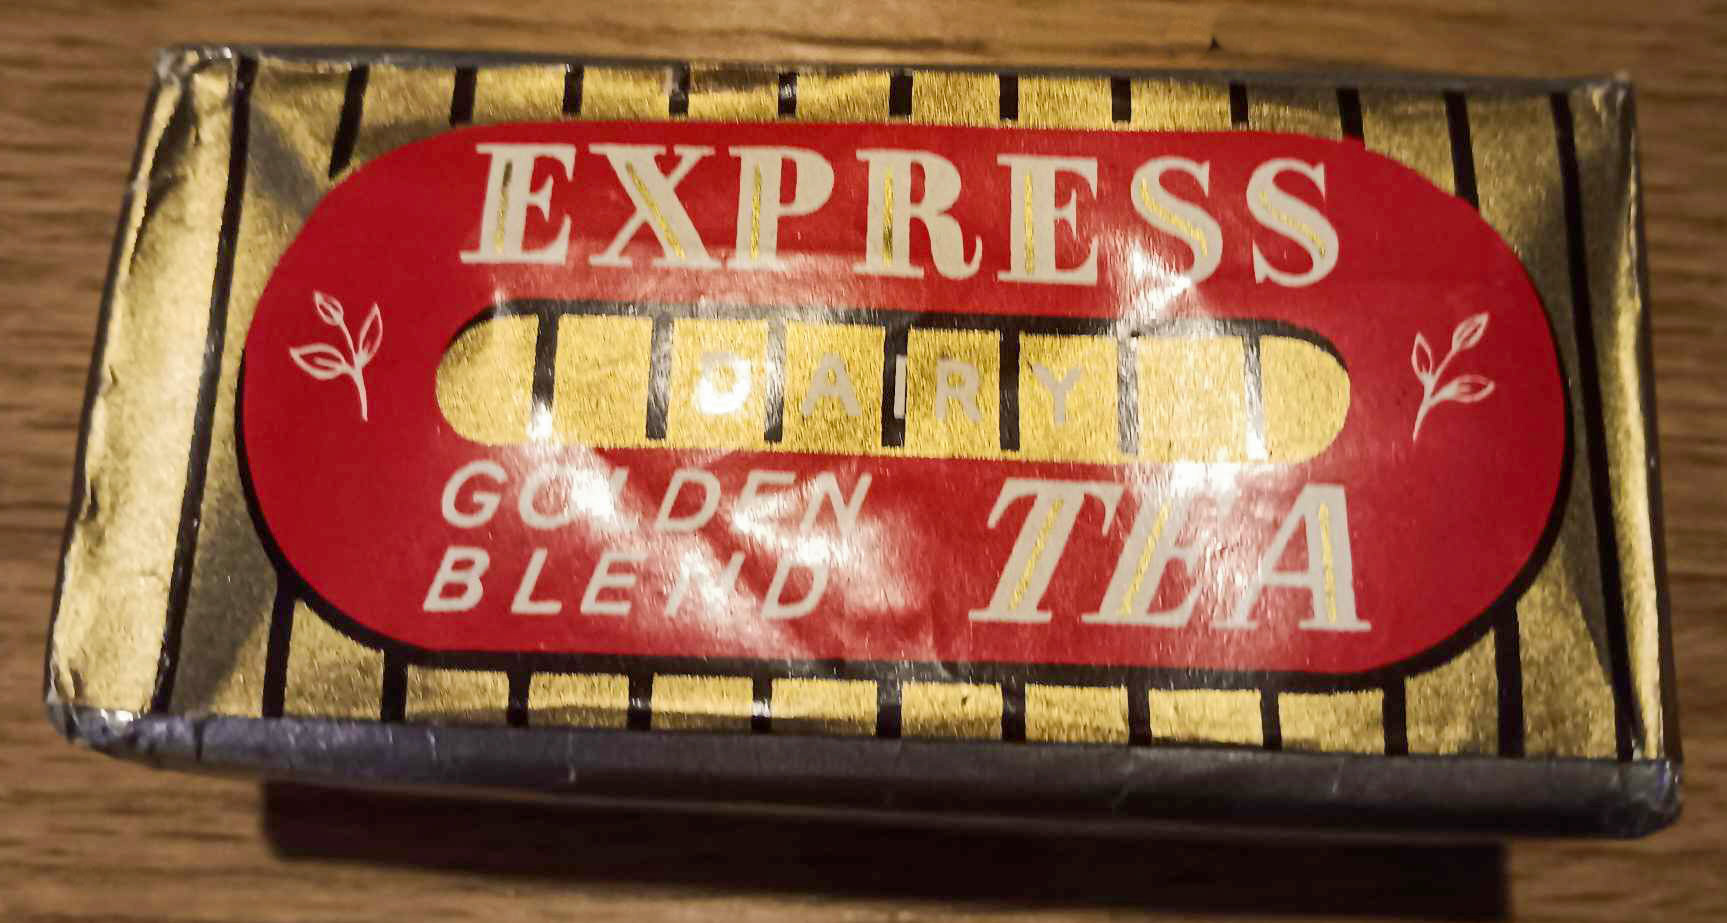 EXPRESS
DAIRY
GOLDEN
BLEND
TEA